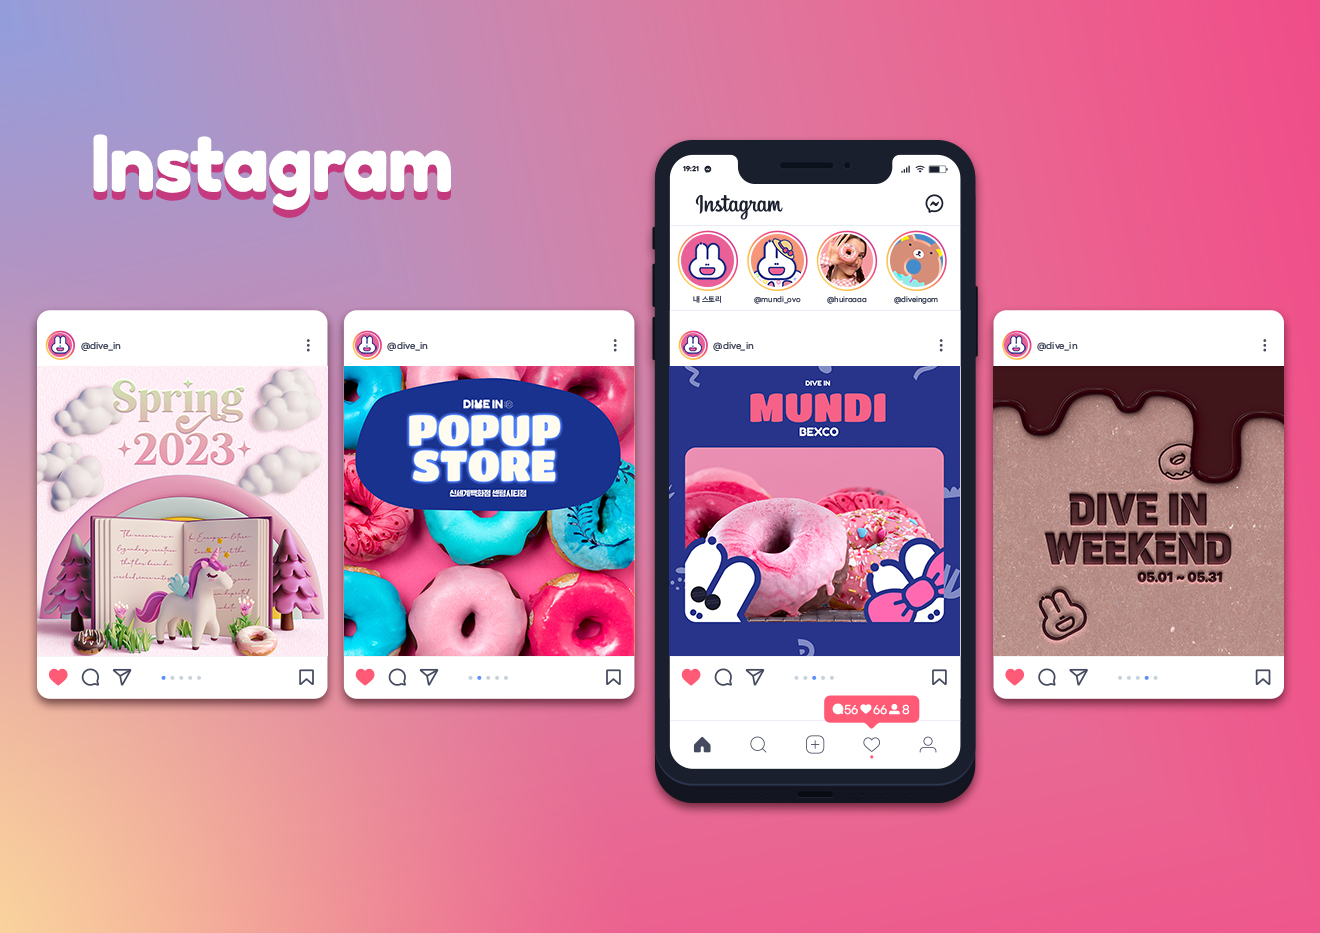 Instagram
@dive_in
Spring
2023
@dive_in
DIVE IN
POPUP
STORE
신세계백화점 센텀시티점
19:21
Instagram
내 스토리
@mundi_ovo
@huiraaaa
@diveingom
@dive_in
DIVE IN
MUNDI
BEXCO
56 66 8
@dive_in
DIVE IN
WEEKEND
05.01 ~ 05.31